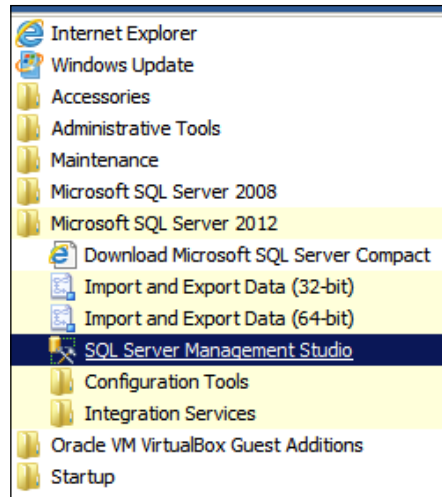 Internet Explorer
Windows Update
Accessories
Administrative Tools
Maintenance
Microsoft SQL Server 2008
Microsoft SQL Server 2012
Download Microsoft SQL Server Compact
Import and Export Data (32-bit)
Import and Export Data (64-bit)
SQL Server Management Studio
Configuration Tools
Integration Services
Oracle VM VirtualBox Guest Additions
Startup